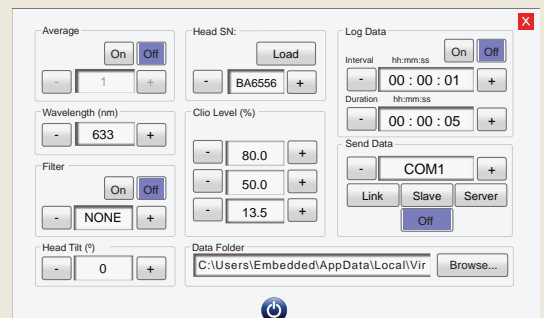 Average
On Off
- 1 +
Wavelength (nm)
- 633 +
Filter
On Off
- NONE +
Head Tilt (º)
- 0 +
Head SN:
Load
- BA6556 +
Clio Level (%)
- 80.0 +
- 50.0 +
- 13.5 +
Log Data
On Off
Interval hh:mm:ss
- 00 : 00 : 01 +
Duration hh:mm:ss
- 00 : 00 : 05 +
Send Data
- COM1 +
Link Slave Server
Off
Data Folder
C:\Users\Embedded\AppData\Local\Vir Browse...
X